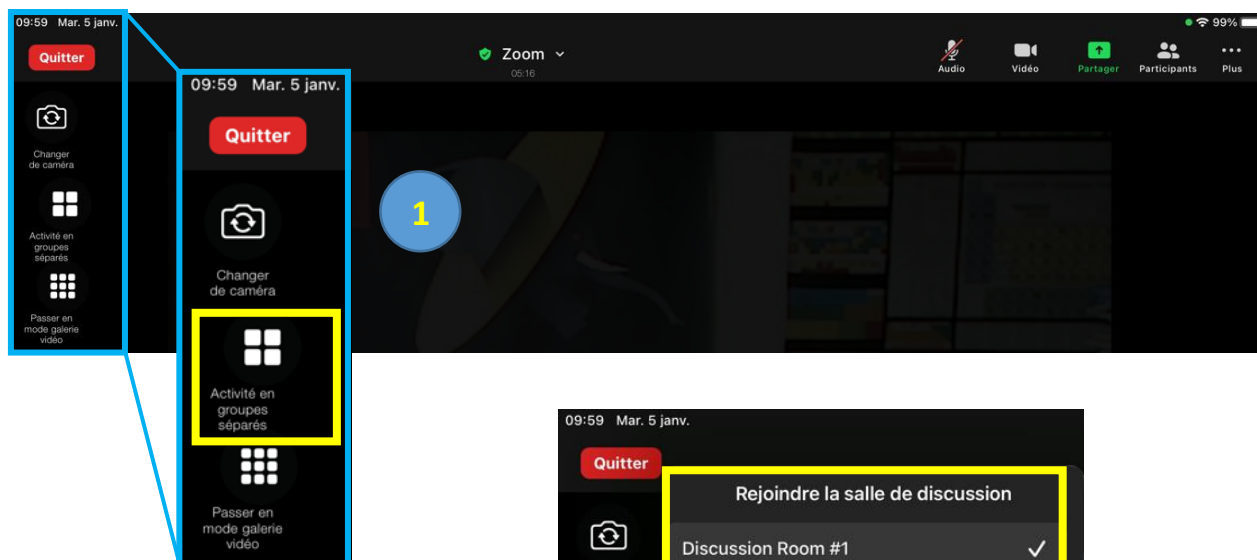 09:59 Mar. 5 janv.
99%
Quitter
Zoom
05:16
Audio
Vidéo
Partager
Participants
Plus
Changer
de caméra
Activité en
groupes
séparés
Passer en
mode galerie
vidéo
09:59 Mar. 5 janv.
Quitter
Changer
de caméra
Activité en
groupes
séparés
Passer en
mode galerie
vidéo
1
09:59 Mar. 5 janv.
Quitter
Rejoindre la salle de discussion
Discussion Room #1